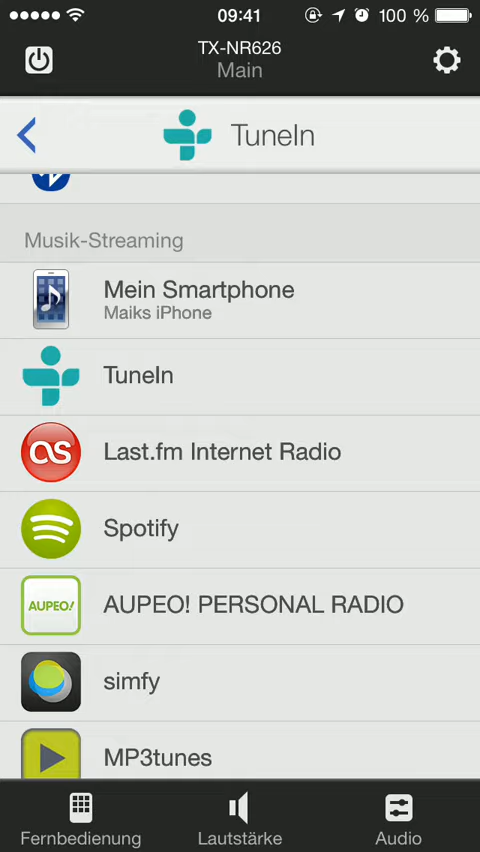 09:41
100 %
TX-NR626
Main
TuneIn
Musik-Streaming
Mein Smartphone
Maiks iPhone
TuneIn
Last.fm Internet Radio
Spotify
AUPEO!
AUPEO! PERSONAL RADIO
simfy
MP3tunes
Fernbedienung
Lautstärke
Audio